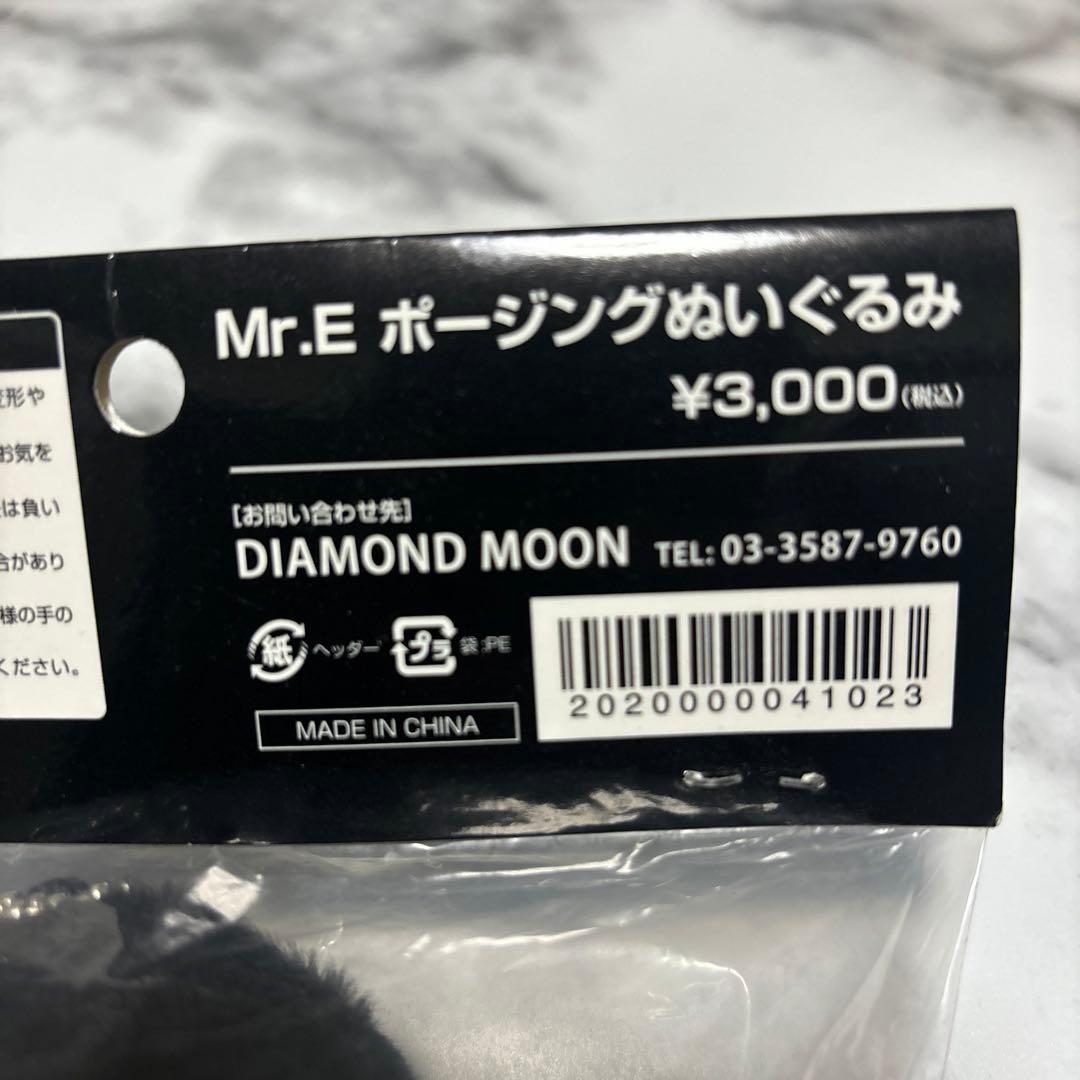 形や
お気を
は負い
合があり
様の手の
ください。
Mr.E ポージングぬいぐるみ
¥3,000(税込)
[お問い合わせ先]
DIAMOND MOON TEL: 03-3587-9760
紙 ヘッダー プラ 袋:PE
MADE IN CHINA
2020000041023